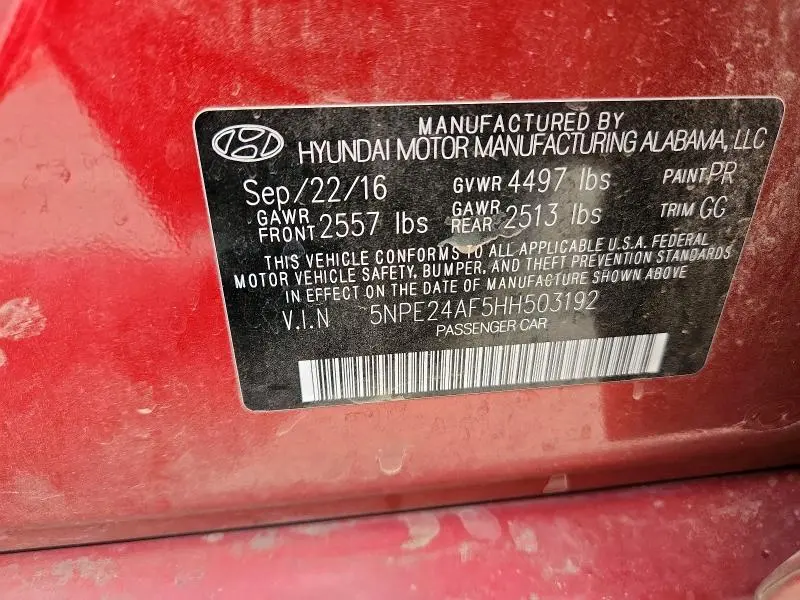 MANUFACTURED BY
HYUNDAI MOTOR MANUFACTURING ALABAMA, LLC
Sep/22/16 GVWR 4497 lbs PAINT PR
GAWR FRONT 2557 lbs GAWR REAR 2513 lbs TRIM GG
THIS VEHICLE CONFORMS TO ALL APPLICABLE U.S.A. FEDERAL
MOTOR VEHICLE SAFETY, BUMPER, AND THEFT PREVENTION STANDARDS
IN EFFECT ON THE DATE OF MANUFACTURE SHOWN ABOVE
V.I.N 5NPE24AF5HH503192
PASSENGER CAR